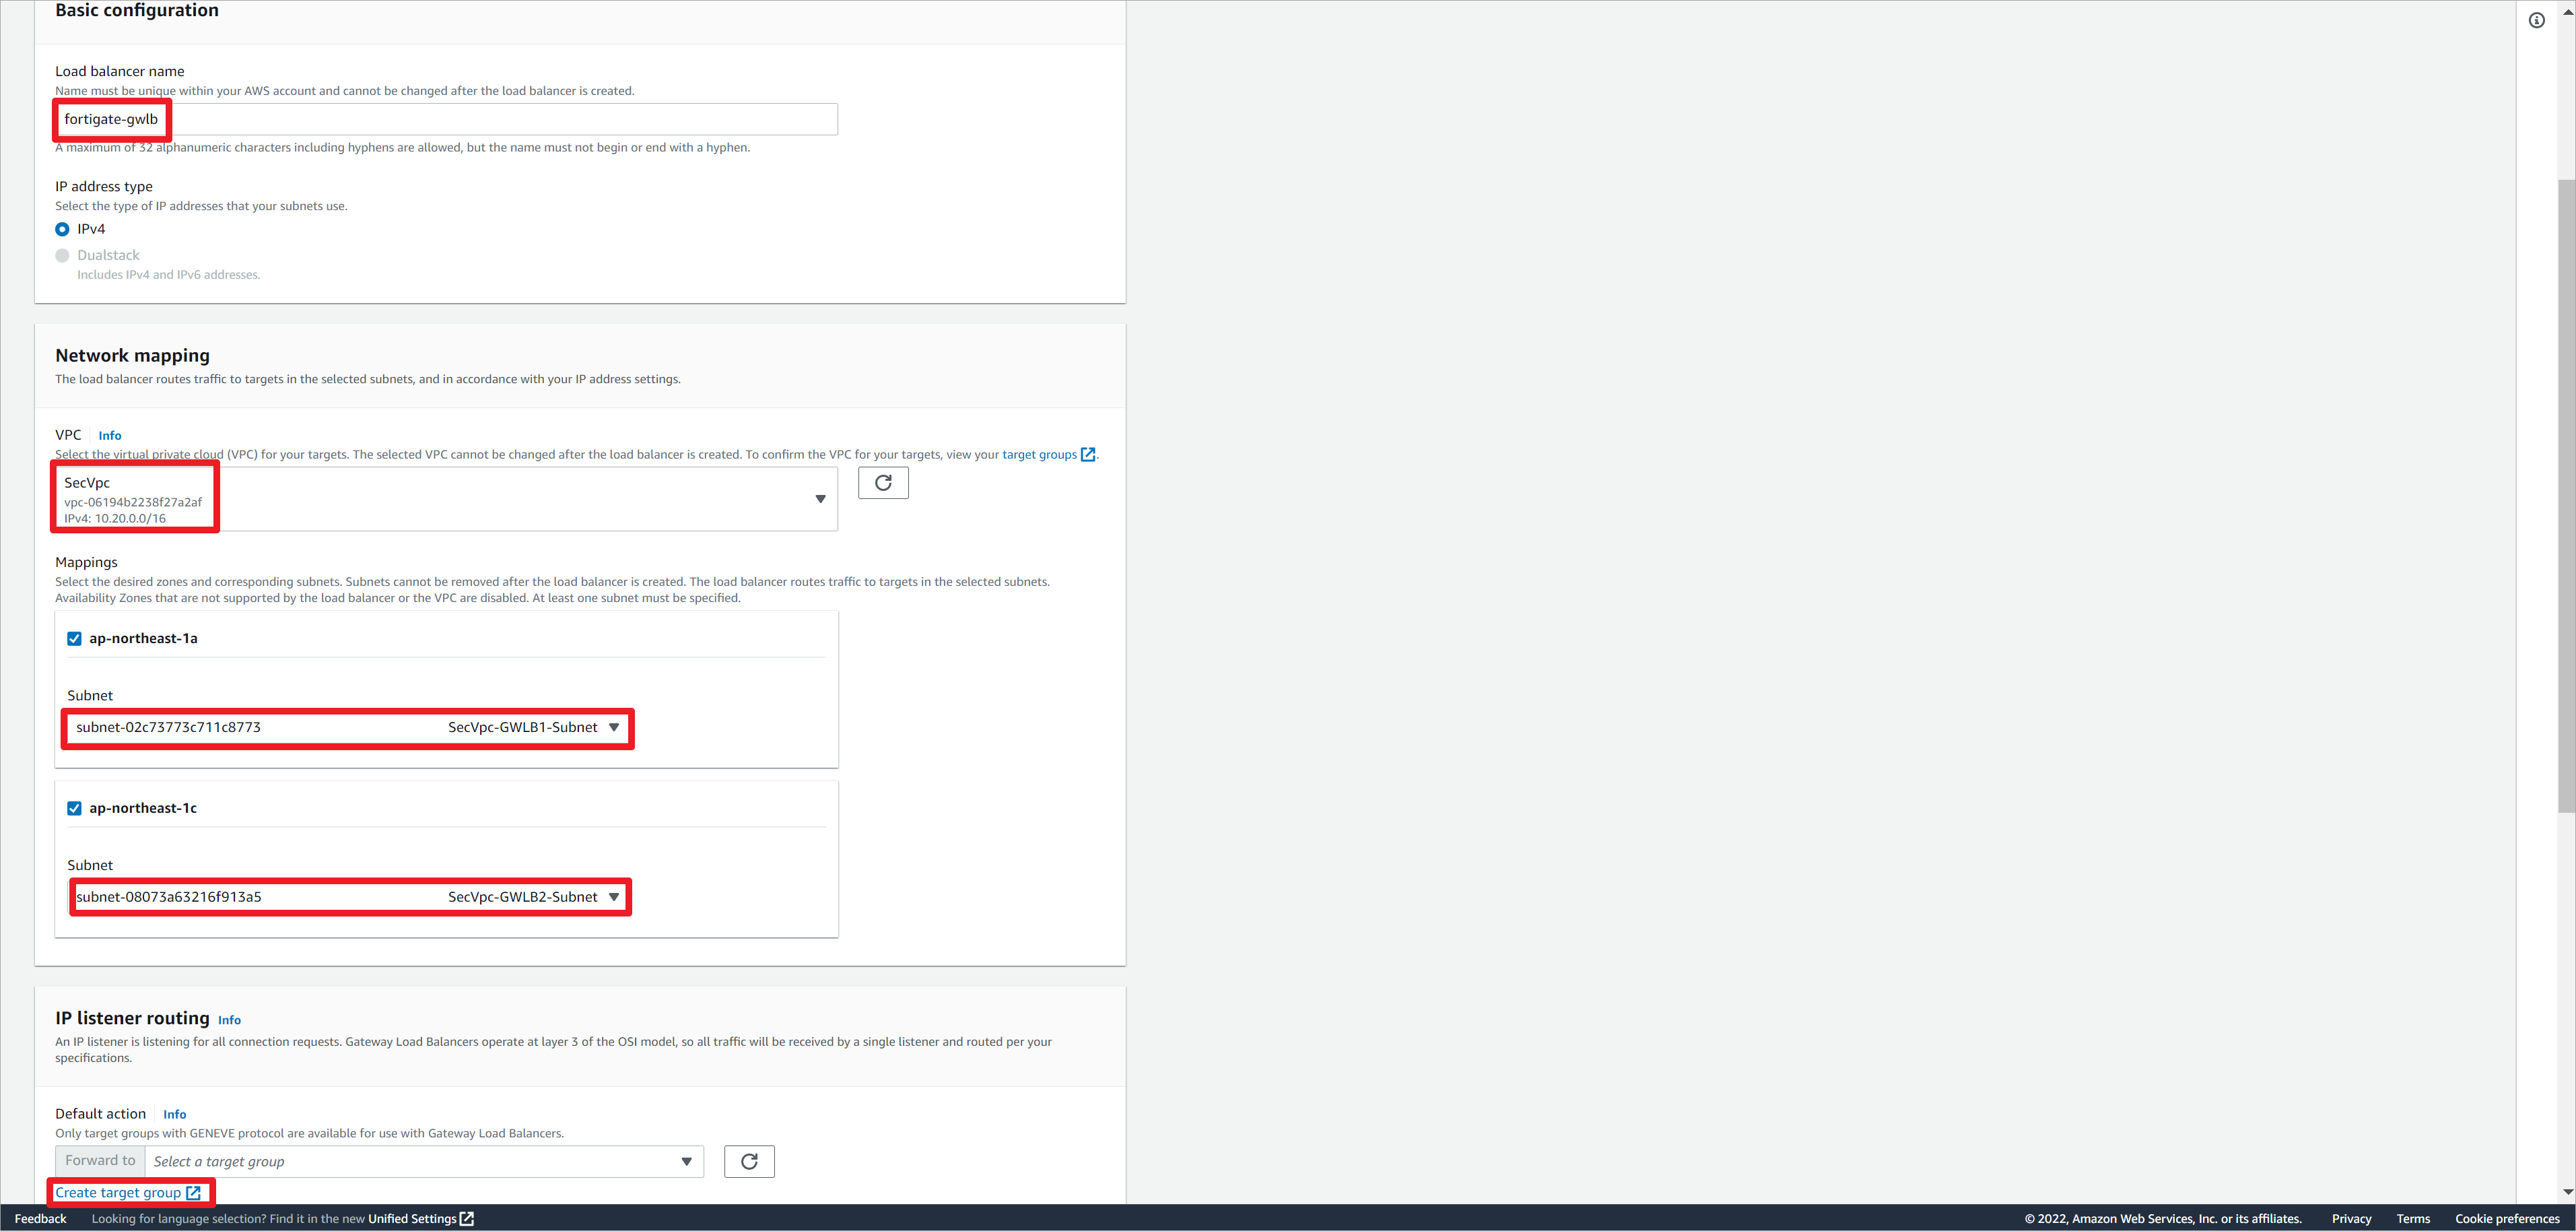 Basic configuration
Load balancer name
Name must be unique within your AWS account and cannot be changed after the load balancer is created.
fortigate-gwlb
A maximum of 32 alphanumeric characters including hyphens are allowed, but the name must not begin or end with a hyphen.
IP address type
Select the type of IP addresses that your subnets use.
IPv4
Dualstack
Includes IPv4 and IPv6 addresses.
Network mapping
The load balancer routes traffic to targets in the selected subnets, and in accordance with your IP address settings.
VPC Info
Select the virtual private cloud (VPC) for your targets. The selected VPC cannot be changed after the load balancer is created. To confirm the VPC for your targets, view your target groups.
SecVpc
vpc-06194b2238f27a2af
IPv4: 10.20.0.0/16
Mappings
Select the desired zones and corresponding subnets. Subnets cannot be removed after the load balancer is created. The load balancer routes traffic to targets in the selected subnets.
Availability Zones that are not supported by the load balancer or the VPC are disabled. At least one subnet must be specified.
ap-northeast-1a
Subnet
subnet-02c73773c711c8773 SecVpc-GWLB1-Subnet
ap-northeast-1c
Subnet
subnet-08073a63216f913a5 SecVpc-GWLB2-Subnet
IP listener routing Info
An IP listener is listening for all connection requests. Gateway Load Balancers operate at layer 3 of the OSI model, so all traffic will be received by a single listener and routed per your
specifications.
Default action Info
Only target groups with GENEVE protocol are available for use with Gateway Load Balancers.
Forward to Select a target group
Create target group
Feedback Looking for language selection? Find it in the new Unified Settings © 2022, Amazon Web Services, Inc. or its affiliates. Privacy Terms Cookie preferences